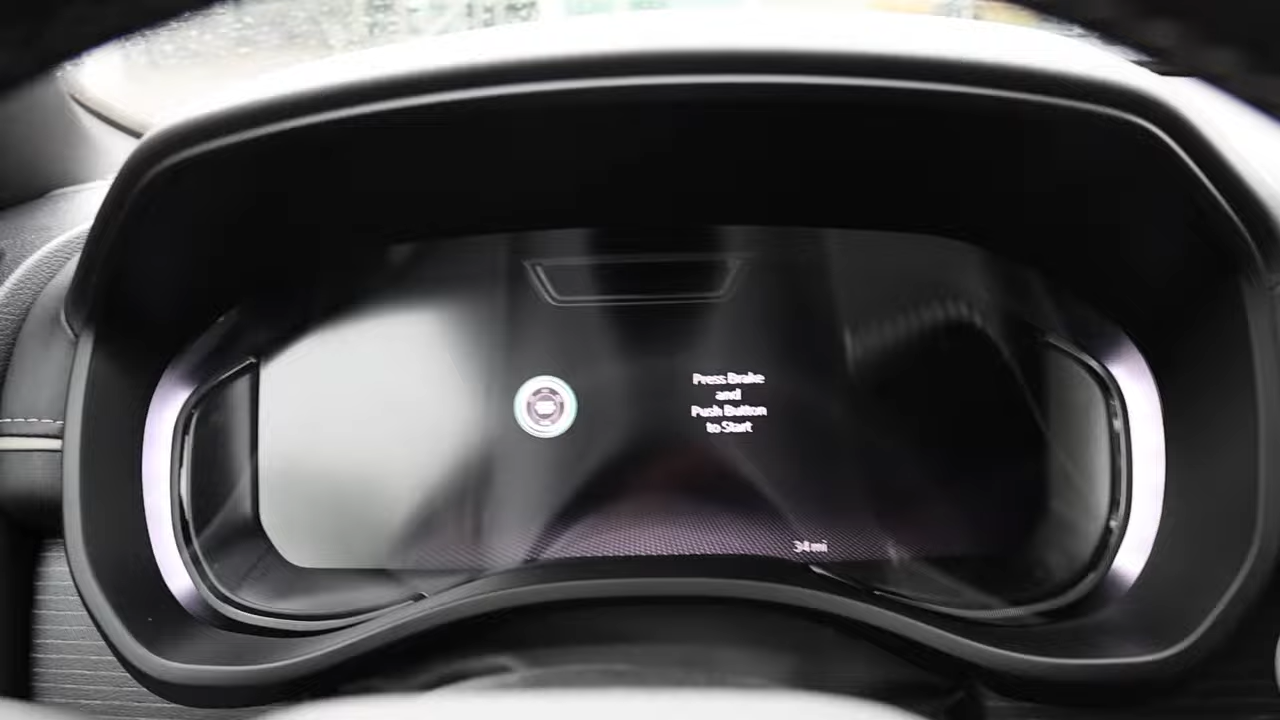 Press Brake
and
Push Button
to Start
34 mi